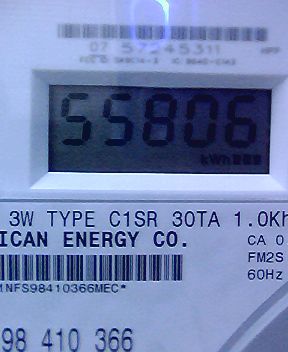 07 57245311
55806
kWh
3W TYPE C1SR 30TA 1.0Kh
ICAN ENERGY CO.
CA 0
FM2S
60Hz
1NFS98410366MEC*
98 410 366